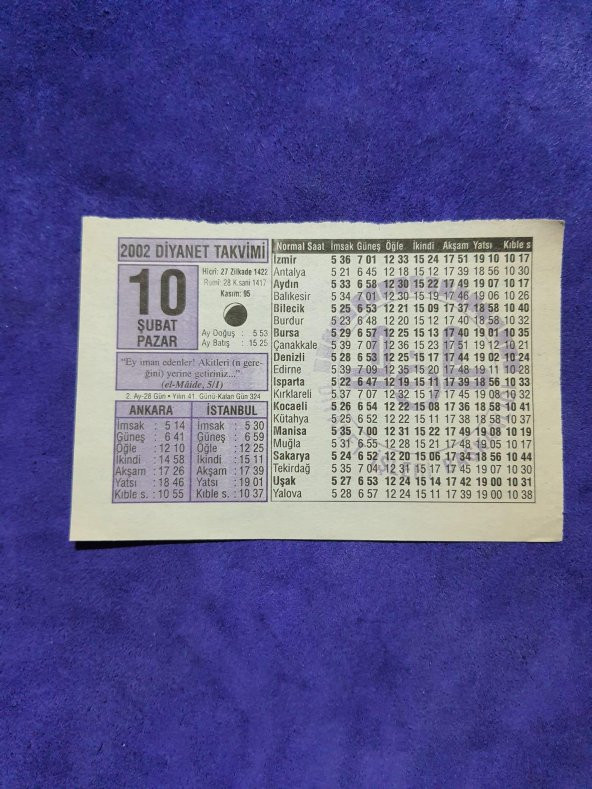 2002 DİYANET TAKVİMİ
10
ŞUBAT
PAZAR
Hicri: 27 Zilkade 1422
Rumi: 28 K.sani 1417
Kasım: 95
Ay Doğuş : 5 53
Ay Batış : 15 25
"Ey iman edenler! Akitleri (n gere-
ğini) yerine getiriniz..."
(el-Mâide, 5/1)
2. Ay-28 Gün • Yılın 41. Günü-Kalan Gün 324
ANKARA
İmsak : 5 14
Güneş : 6 41
Öğle : 12 10
İkindi : 14 58
Akşam : 17 26
Yatsı : 18 46
Kıble s. : 10 55
İSTANBUL
İmsak : 5 30
Güneş : 6 59
Öğle : 12 25
İkindi : 15 11
Akşam : 17 39
Yatsı : 19 01
Kıble s. : 10 37
Normal Saat İmsak Güneş Öğle İkindi Akşam Yatsı Kıble s
İzmir 5 36 7 01 12 33 15 24 17 51 19 10 10 17
Antalya 5 21 6 45 12 18 15 12 17 39 18 56 10 30
Aydın 5 33 6 58 12 30 15 22 17 49 19 07 10 17
Balıkesir 5 34 7 01 12 30 15 19 17 46 19 06 10 26
Bilecik 5 25 6 53 12 21 15 09 17 37 18 58 10 40
Burdur 5 23 6 48 12 20 15 12 17 40 18 58 10 32
Bursa 5 29 6 57 12 25 15 13 17 40 19 01 10 35
Çanakkale 5 39 7 07 12 36 15 23 17 51 19 11 10 21
Denizli 5 28 6 53 12 25 15 17 17 44 19 02 10 24
Edirne 5 39 7 09 12 35 15 20 17 48 19 11 10 28
Isparta 5 22 6 47 12 19 15 11 17 39 18 56 10 33
Kırklareli 5 37 7 07 12 32 15 17 17 45 19 08 10 32
Kocaeli 5 26 6 54 12 22 15 08 17 36 18 58 10 41
Kütahya 5 25 6 52 12 22 15 11 17 38 18 58 10 37
Manisa 5 35 7 00 12 31 15 22 17 49 19 08 10 19
Muğla 5 31 6 55 12 28 15 21 17 48 19 05 10 17
Sakarya 5 24 6 52 12 20 15 06 17 34 18 56 10 44
Tekirdağ 5 35 7 04 12 31 15 17 17 45 19 07 10 30
Uşak 5 27 6 53 12 24 15 14 17 42 19 00 10 31
Yalova 5 28 6 57 12 24 15 11 17 39 19 00 10 38